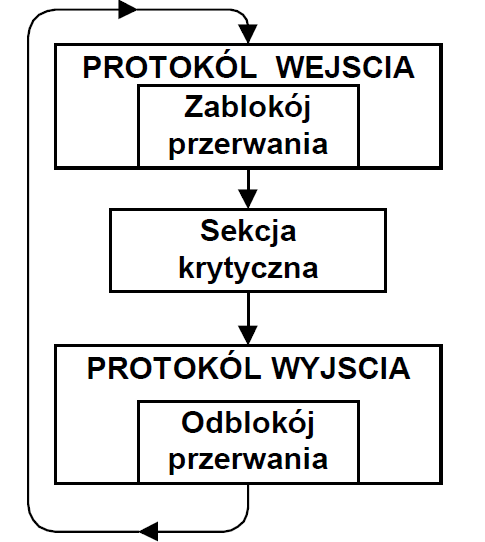 PROTOKÓL WEJSCIA
Zablokój
przerwania
Sekcja
krytyczna
PROTOKÓL WYJSCIA
Odblokój
przerwania